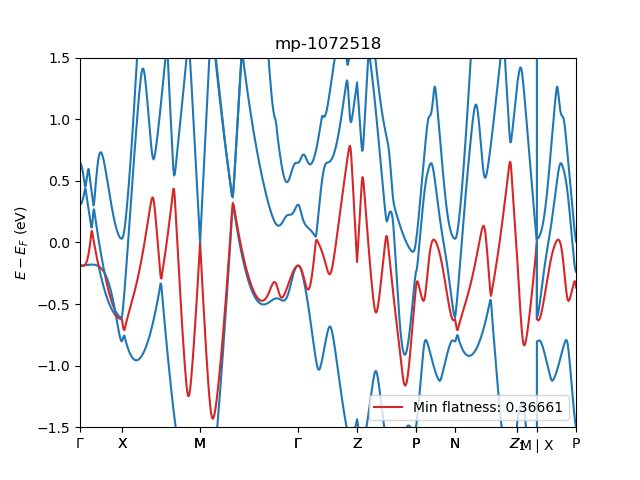 mp-1072518
E − E_F (eV)
1.5
1.0
0.5
0.0
−0.5
−1.0
−1.5
Min flatness: 0.36661
Γ X M Γ Z P N Z₁ M | X P